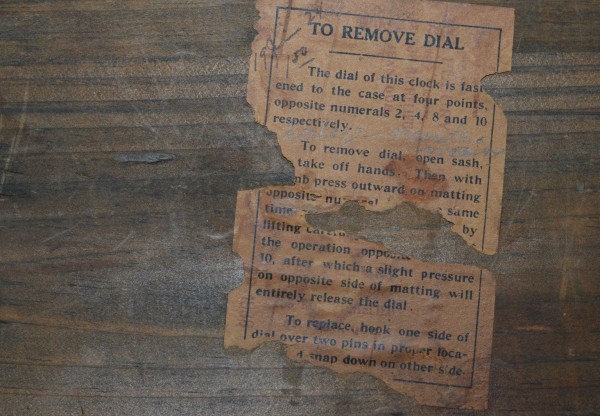 TO REMOVE DIAL
The dial of this clock is fast-
ened to the case at four points,
opposite numerals 2, 4, 8 and 10
respectively.
To remove dial, open sash,
take off hands. Then with
press outward on matting
opposite same
time, by
lifting
the operation opposite
10, after which a slight pressure
on opposite side of matting will
entirely release the dial.
To replace, hook one side of
dial over two pins in proper loca-
snap down on other side